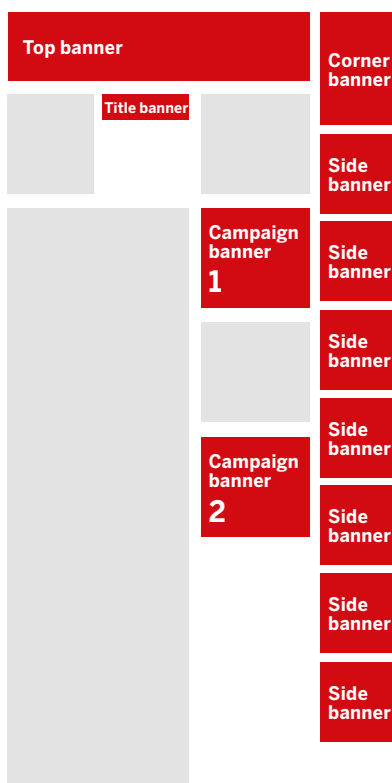 Top banner
Corner
banner
Title banner
Side
banner
Campaign
banner
1
Side
banner
Side
banner
Side
banner
Campaign
banner
2
Side
banner
Side
banner
Side
banner